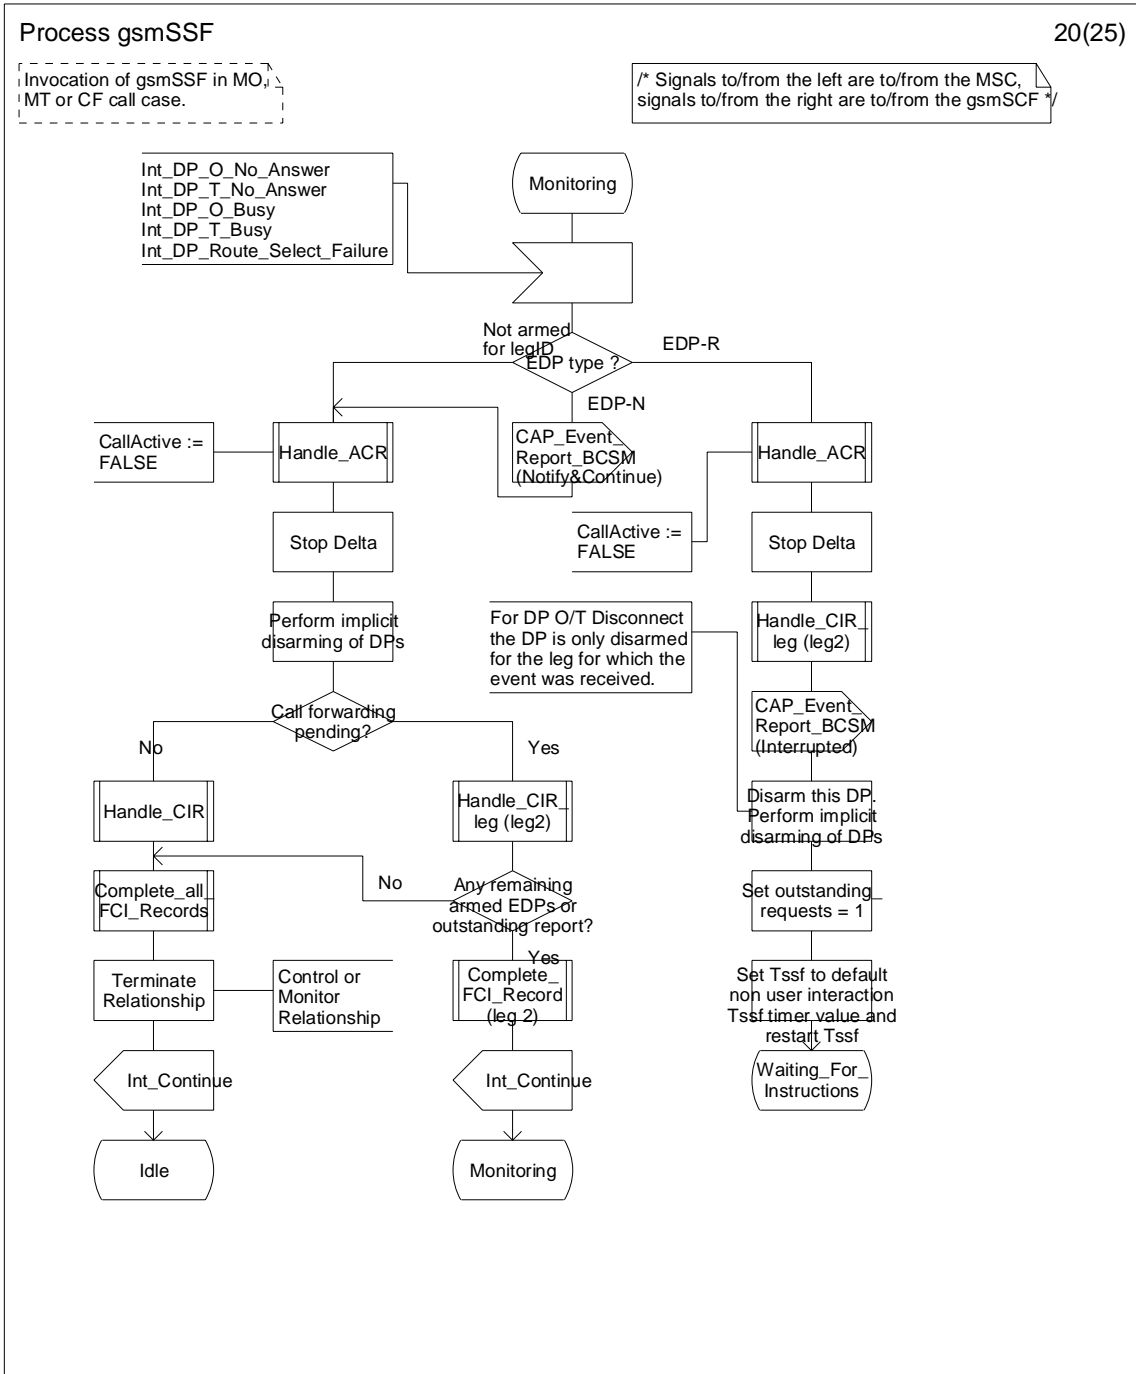 Process gsmSSF
20(25)
Invocation of gsmSSF in MO,
MT or CF call case.
/* Signals to/from the left are to/from the MSC,
signals to/from the right are to/from the gsmSCF */
Int_DP_O_No_Answer
Int_DP_T_No_Answer
Int_DP_O_Busy
Int_DP_T_Busy
Int_DP_Route_Select_Failure
Monitoring
Not armed
for legID
EDP type ?
EDP-R
EDP-N
CallActive :=
FALSE
Handle_ACR
CAP_Event_
Report_BCSM
(Notify&Continue)
Handle_ACR
Stop Delta
CallActive :=
FALSE
Stop Delta
Perform implicit
disarming of DPs
For DP O/T Disconnect
the DP is only disarmed
for the leg for which the
event was received.
Handle_CIR_
leg (leg2)
Call forwarding
pending?
No
Yes
CAP_Event_
Report_BCSM
(Interrupted)
Handle_CIR
Handle_CIR_
leg (leg2)
Disarm this DP.
Perform implicit
disarming of DPs
Complete_all_
FCI_Records
No
Any remaining
armed EDPs or
outstanding report?
Set outstanding_
requests = 1
Yes
Terminate
Relationship
Control or
Monitor
Relationship
Complete_
FCI_Record
(leg 2)
Set Tssf to default
non user interaction
Tssf timer value and
restart Tssf
Int_Continue
Int_Continue
Waiting_For_
Instructions
Idle
Monitoring